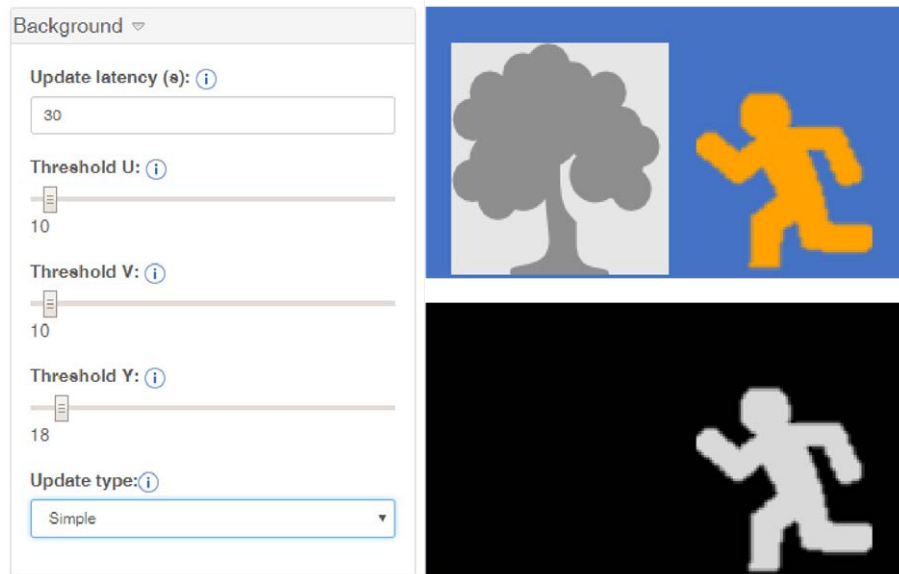 Background
Update latency (s):
30
Threshold U:
10
Threshold V:
10
Threshold Y:
18
Update type:
Simple